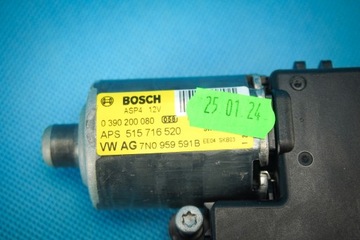 BOSCH
ASP4 12V
0 390 200 080
APS 515 716 520
VW AG 7N0 959 591B
25 01 24